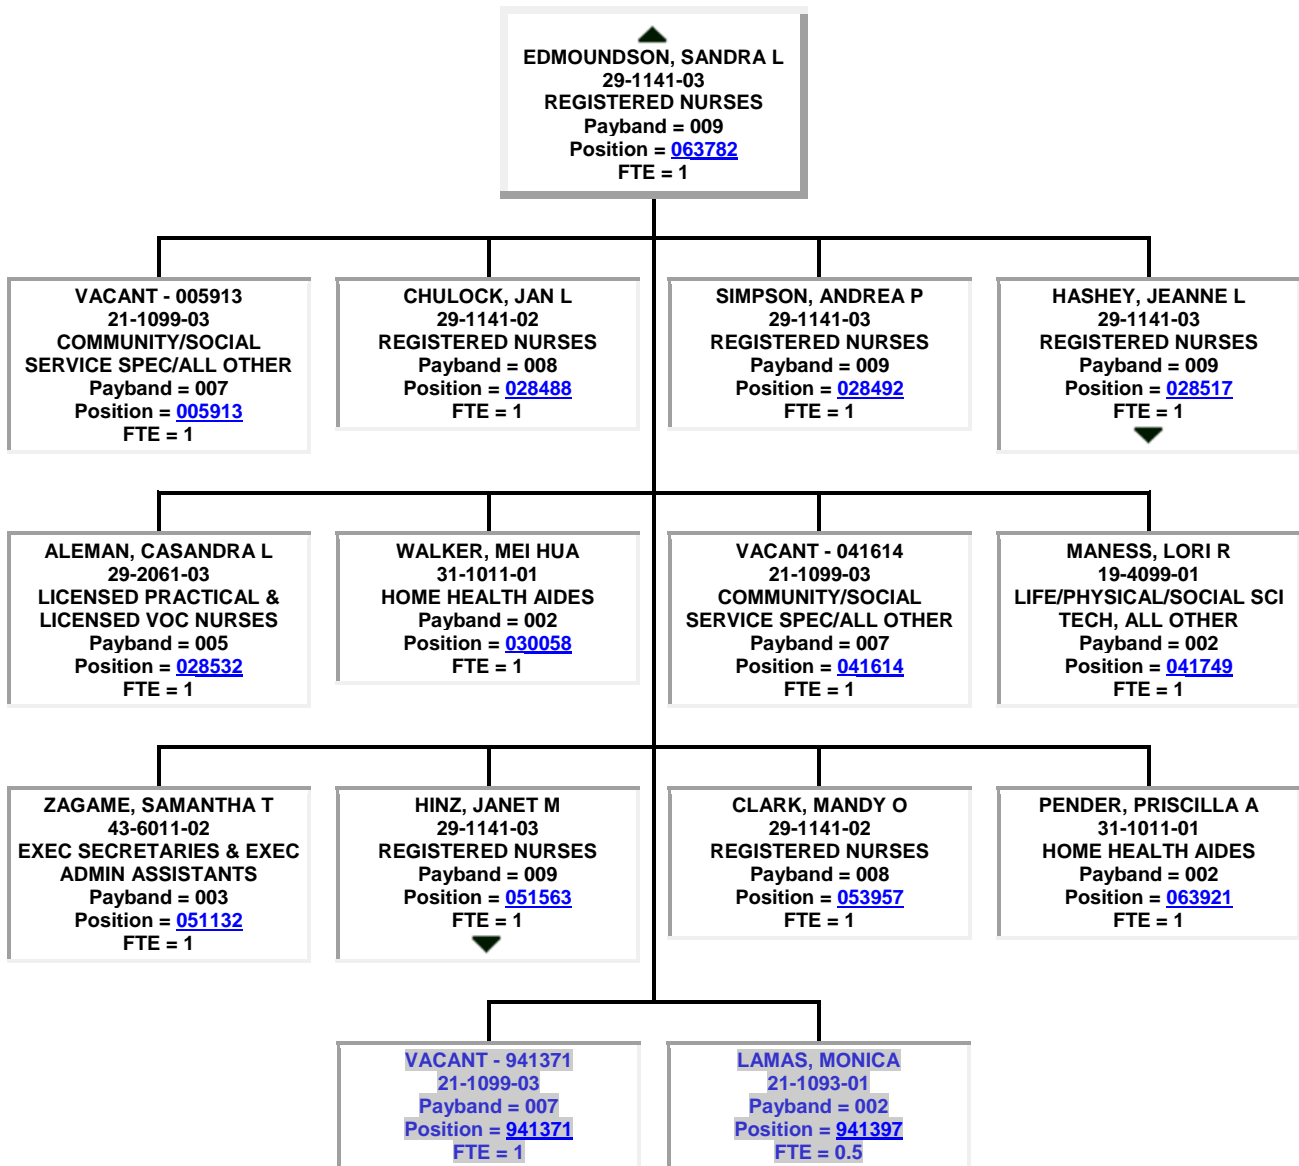 EDMOUNDSON, SANDRA L
29-1141-03
REGISTERED NURSES
Payband = 009
Position = 063782
FTE = 1
VACANT - 005913
21-1099-03
COMMUNITY/SOCIAL
SERVICE SPEC/ALL OTHER
Payband = 007
Position = 005913
FTE = 1
CHULOCK, JAN L
29-1141-02
REGISTERED NURSES
Payband = 008
Position = 028488
FTE = 1
SIMPSON, ANDREA P
29-1141-03
REGISTERED NURSES
Payband = 009
Position = 028492
FTE = 1
HASHEY, JEANNE L
29-1141-03
REGISTERED NURSES
Payband = 009
Position = 028517
FTE = 1
ALEMAN, CASANDRA L
29-2061-03
LICENSED PRACTICAL &
LICENSED VOC NURSES
Payband = 005
Position = 028532
FTE = 1
WALKER, MEI HUA
31-1011-01
HOME HEALTH AIDES
Payband = 002
Position = 030058
FTE = 1
VACANT - 041614
21-1099-03
COMMUNITY/SOCIAL
SERVICE SPEC/ALL OTHER
Payband = 007
Position = 041614
FTE = 1
MANESS, LORI R
19-4099-01
LIFE/PHYSICAL/SOCIAL SCI
TECH, ALL OTHER
Payband = 002
Position = 041749
FTE = 1
ZAGAME, SAMANTHA T
43-6011-02
EXEC SECRETARIES & EXEC
ADMIN ASSISTANTS
Payband = 003
Position = 051132
FTE = 1
HINZ, JANET M
29-1141-03
REGISTERED NURSES
Payband = 009
Position = 051563
FTE = 1
CLARK, MANDY O
29-1141-02
REGISTERED NURSES
Payband = 008
Position = 053957
FTE = 1
PENDER, PRISCILLA A
31-1011-01
HOME HEALTH AIDES
Payband = 002
Position = 063921
FTE = 1
VACANT - 941371
21-1099-03
Payband = 007
Position = 941371
FTE = 1
LAMAS, MONICA
21-1093-01
Payband = 002
Position = 941397
FTE = 0.5